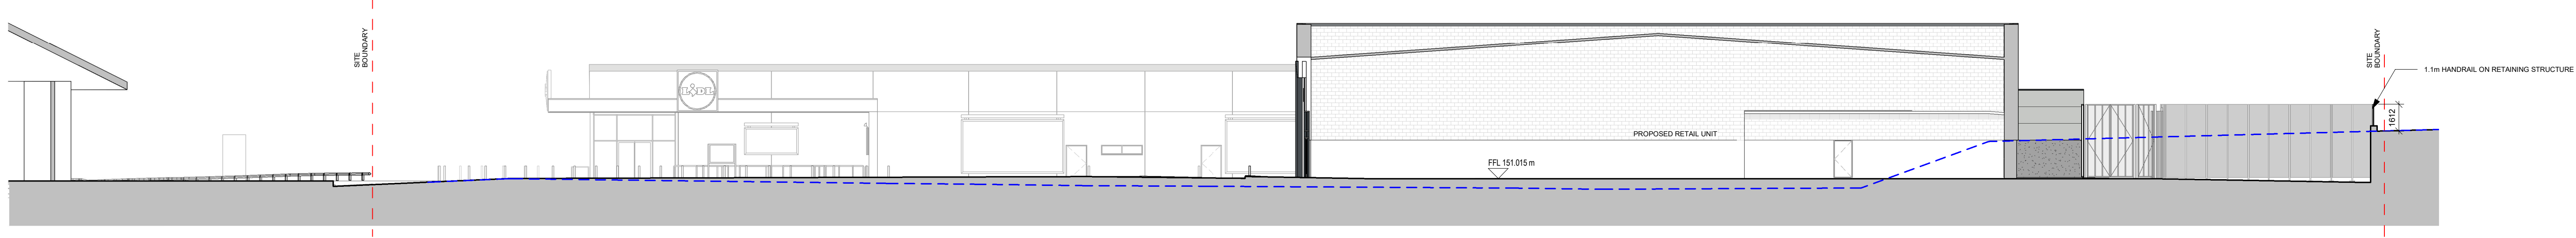 SITE
BOUNDARY
LIDL
PROPOSED RETAIL UNIT
FFL 151.015 m
SITE
BOUNDARY
1.1m HANDRAIL ON RETAINING STRUCTURE
1612